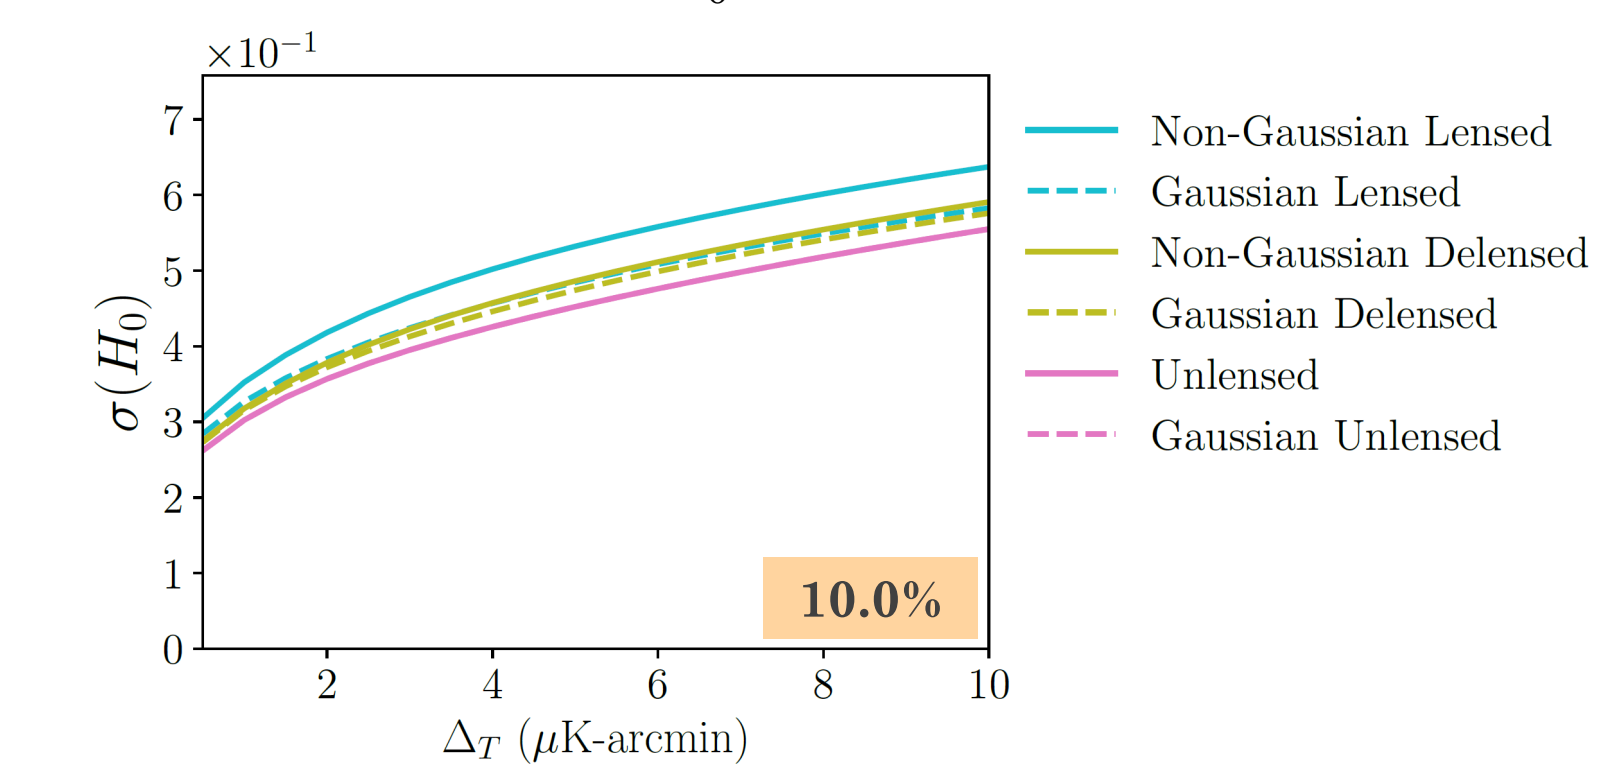 ×10⁻¹
7
6
5
4
3
2
1
0
σ(H₀)
2 4 6 8 10
Δ_T (μK-arcmin)
10.0%
Non-Gaussian Lensed
Gaussian Lensed
Non-Gaussian Delensed
Gaussian Delensed
Unlensed
Gaussian Unlensed